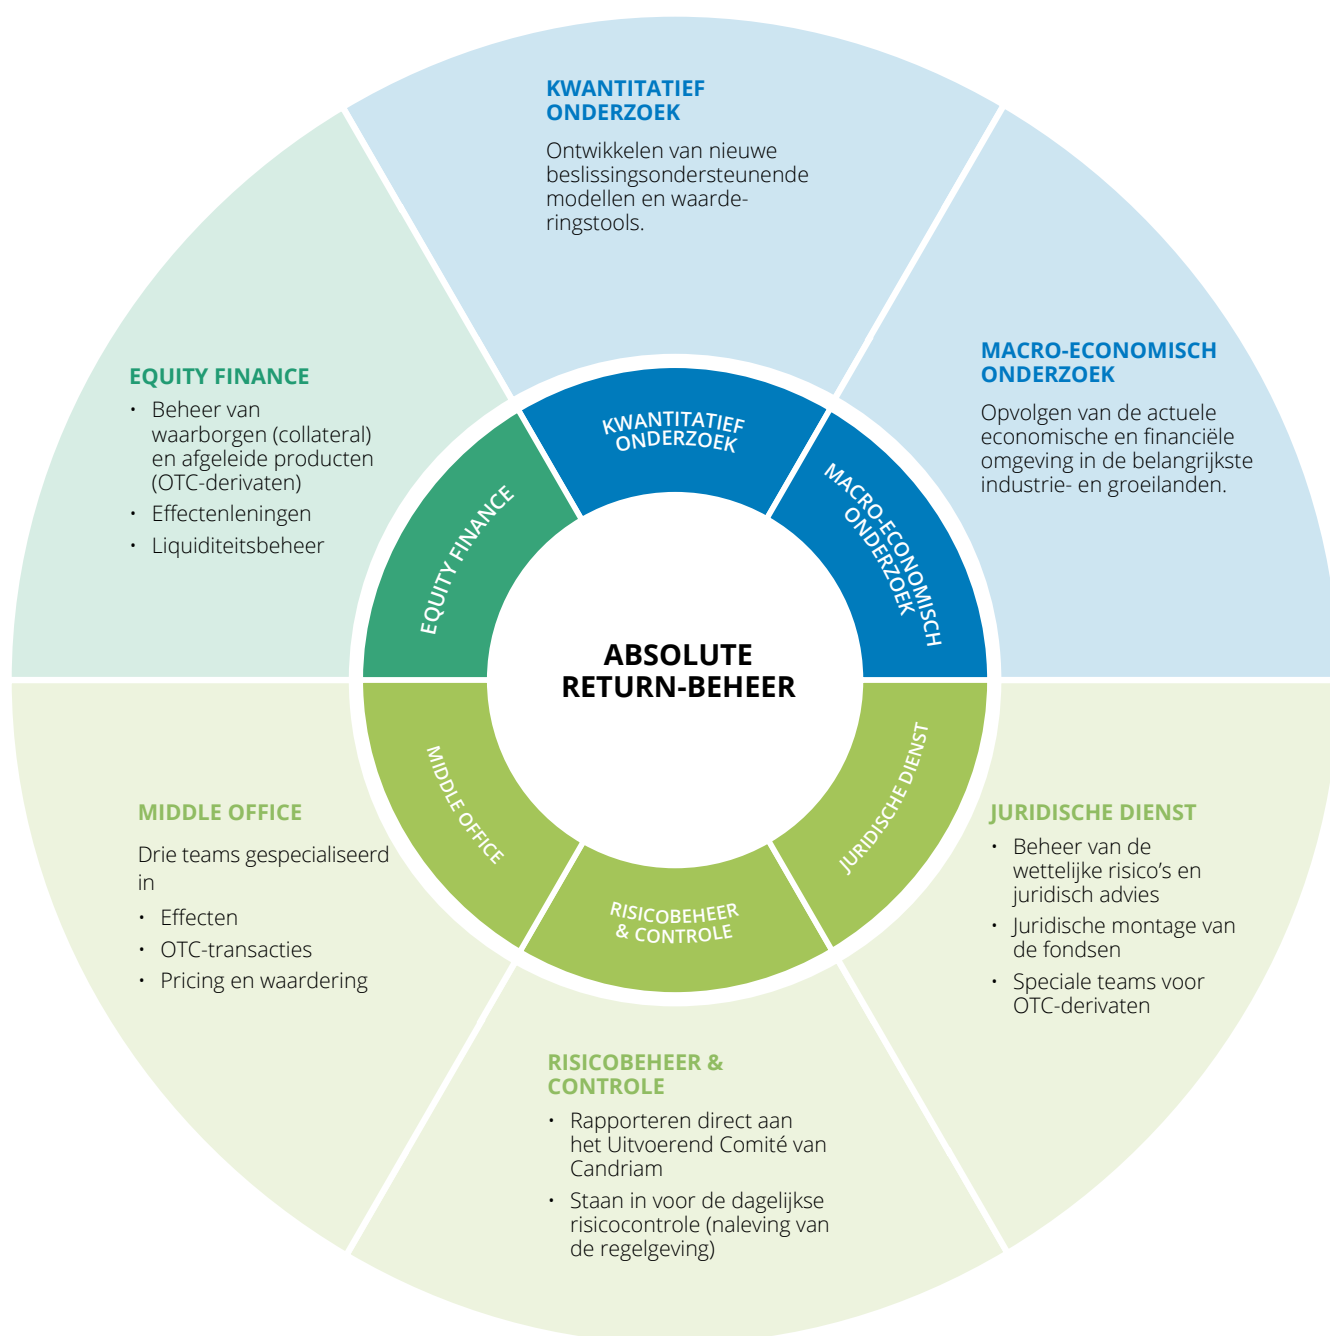 KWANTITATIEF
ONDERZOEK
Ontwikkelen van nieuwe
beslissingsondersteunende
modellen en waarde-
ringstools.
MACRO-ECONOMISCH
ONDERZOEK
Opvolgen van de actuele
economische en financiële
omgeving in de belangrijkste
industrie- en groeilanden.
EQUITY FINANCE
• Beheer van
waarborgen (collateral)
en afgeleide producten
(OTC-derivaten)
• Effectenleningen
• Liquiditeitsbeheer
KWANTITATIEF
ONDERZOEK
MACRO-ECONOMISCH
ONDERZOEK
EQUITY FINANCE
ABSOLUTE
RETURN-BEHEER
MIDDLE OFFICE
JURIDISCHE DIENST
RISICOBEHEER
& CONTROLE
MIDDLE OFFICE
Drie teams gespecialiseerd
in
• Effecten
• OTC-transacties
• Pricing en waardering
JURIDISCHE DIENST
• Beheer van de
wettelijke risico’s en
juridisch advies
• Juridische montage van
de fondsen
• Speciale teams voor
OTC-derivaten
RISICOBEHEER &
CONTROLE
• Rapporteren direct aan
het Uitvoerend Comité van
Candriam
• Staan in voor de dagelijkse
risicocontrole (naleving van
de regelgeving)